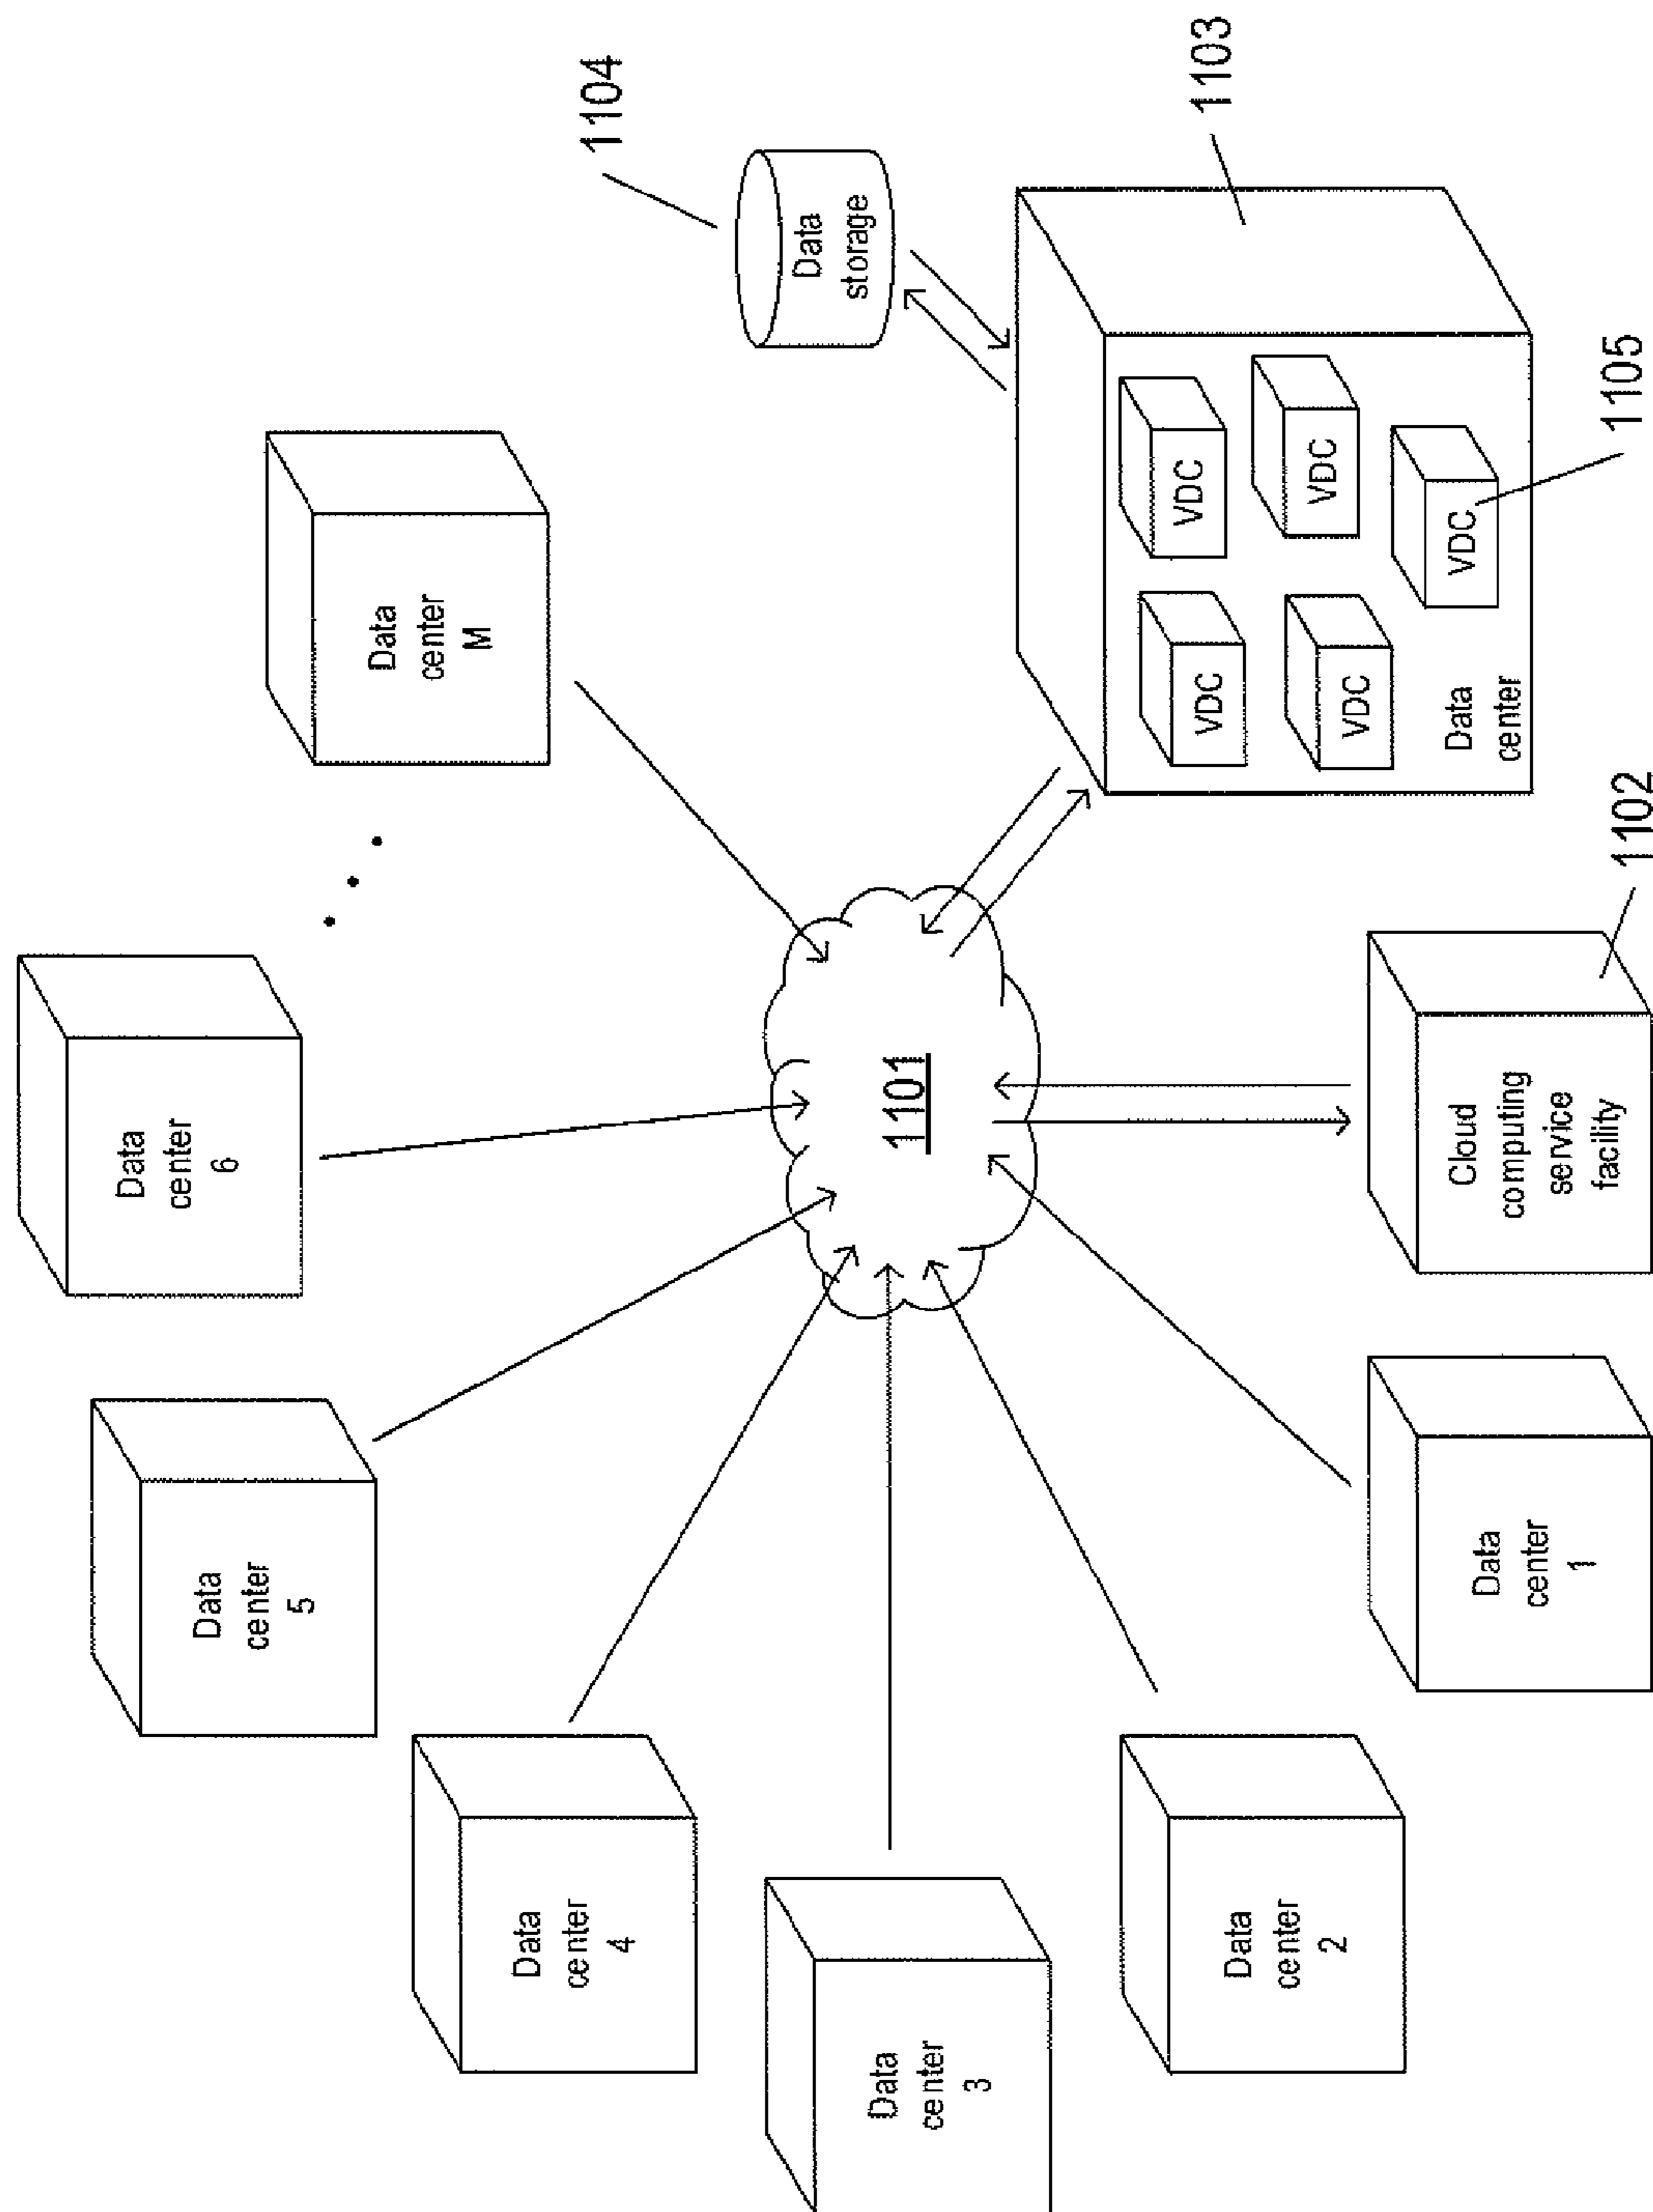 Data
center
6
Data
center
5
Data
center
M
Data
center
4
1104
Data
storage
Data
center
3
1101
VDC
VDC
VDC
VDC
VDC
Data
center
1103
Data
center
2
Data
center
1
Cloud
computing
service
facility
1102
1105